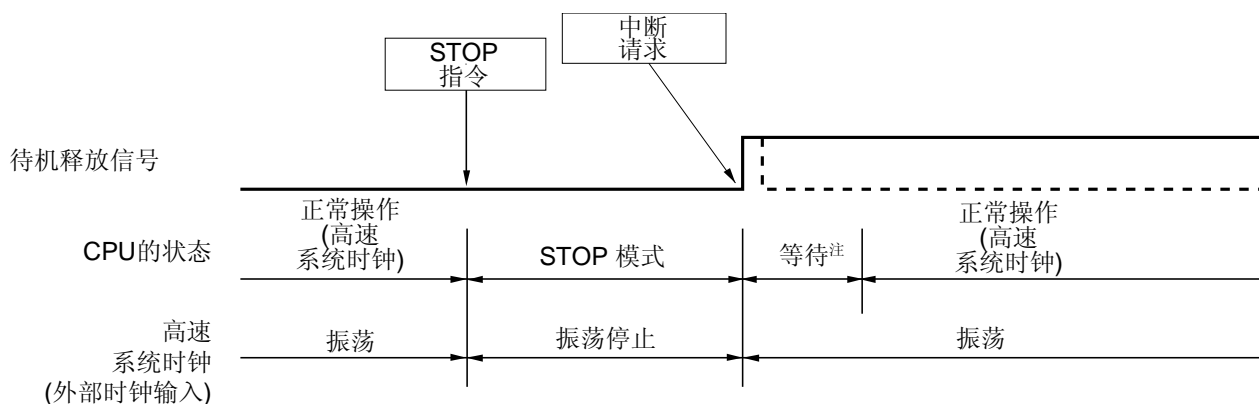 中断
请求
STOP
指令
待机释放信号
正常操作
(高速
系统时钟)
正常操作
(高速
系统时钟)
CPU的状态
STOP 模式
等待注
高速
系统时钟
(外部时钟输入)
振荡
振荡停止
振荡